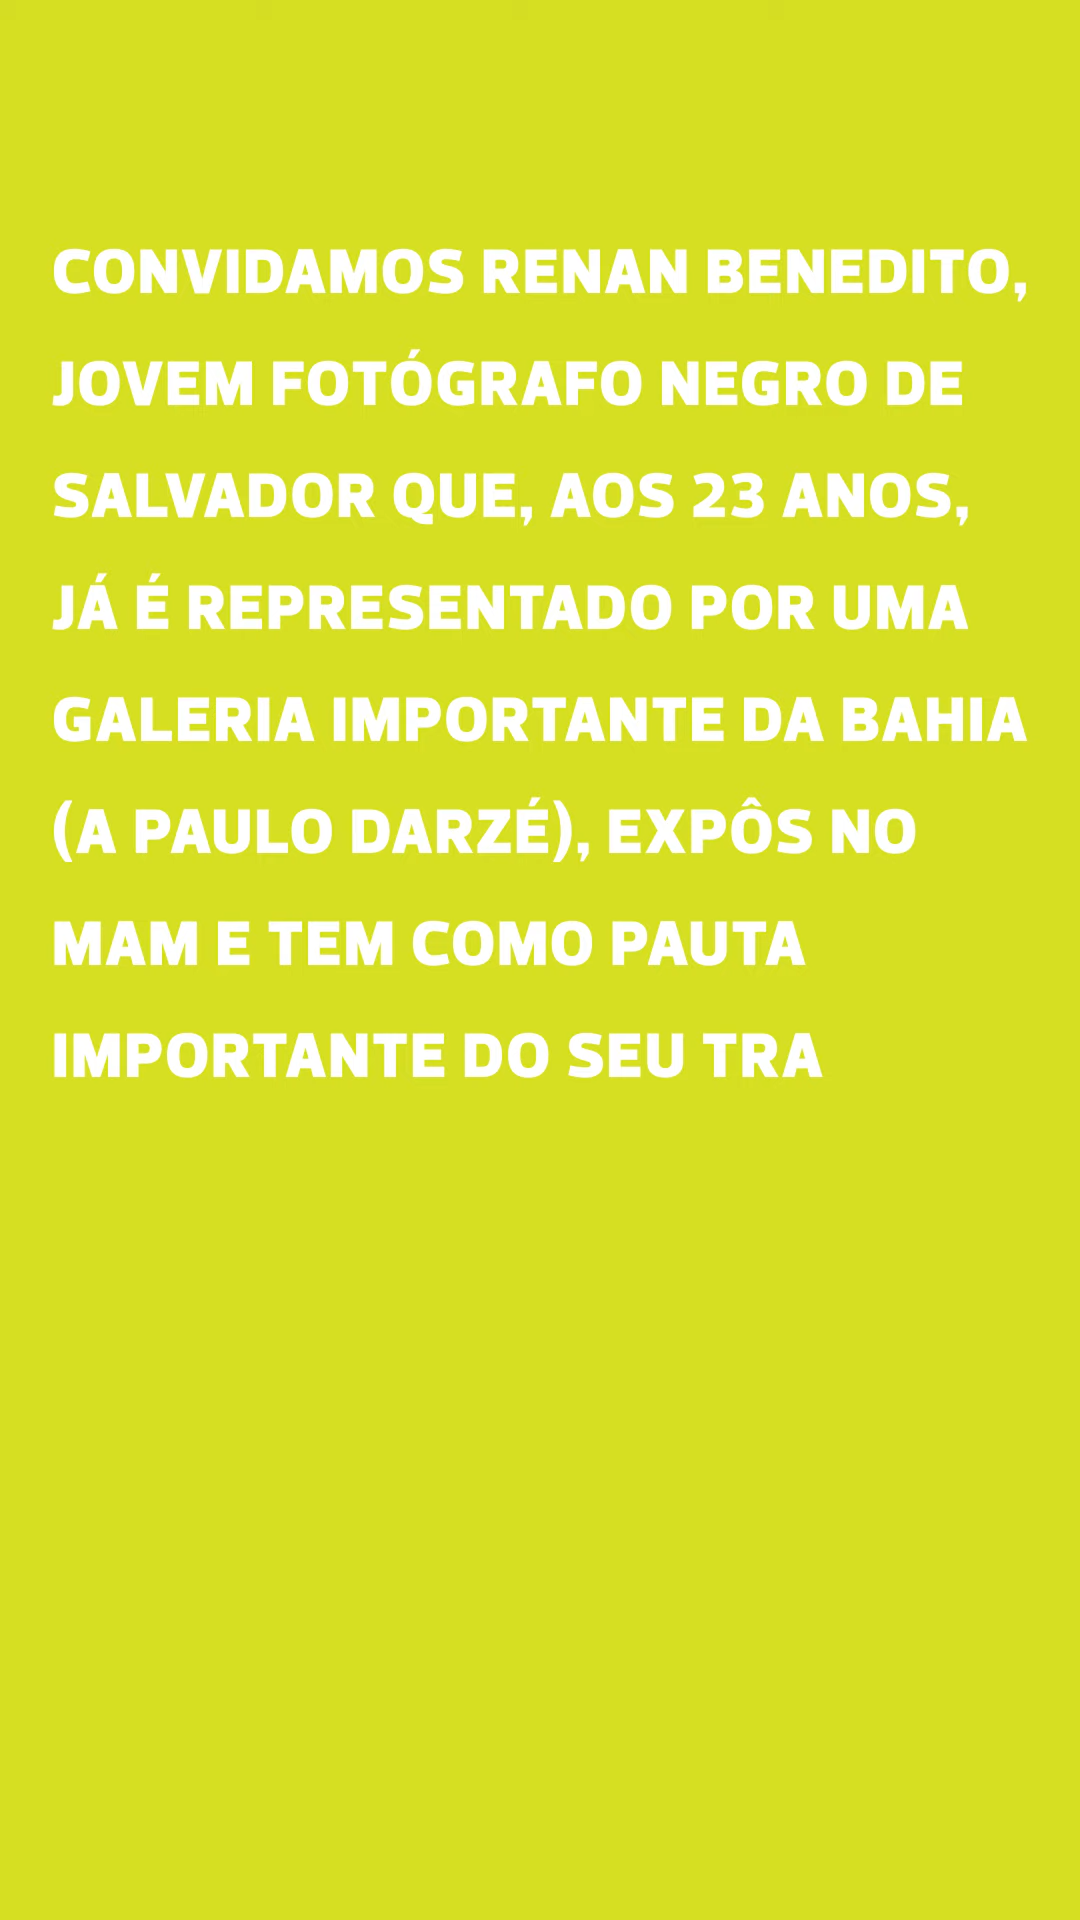 CONVIDAMOS RENAN BENEDITO,
JOVEM FOTÓGRAFO NEGRO DE
SALVADOR QUE, AOS 23 ANOS,
JÁ É REPRESENTADO POR UMA
GALERIA IMPORTANTE DA BAHIA
(A PAULO DARZÉ), EXPÔS NO
MAM E TEM COMO PAUTA
IMPORTANTE DO SEU TRA